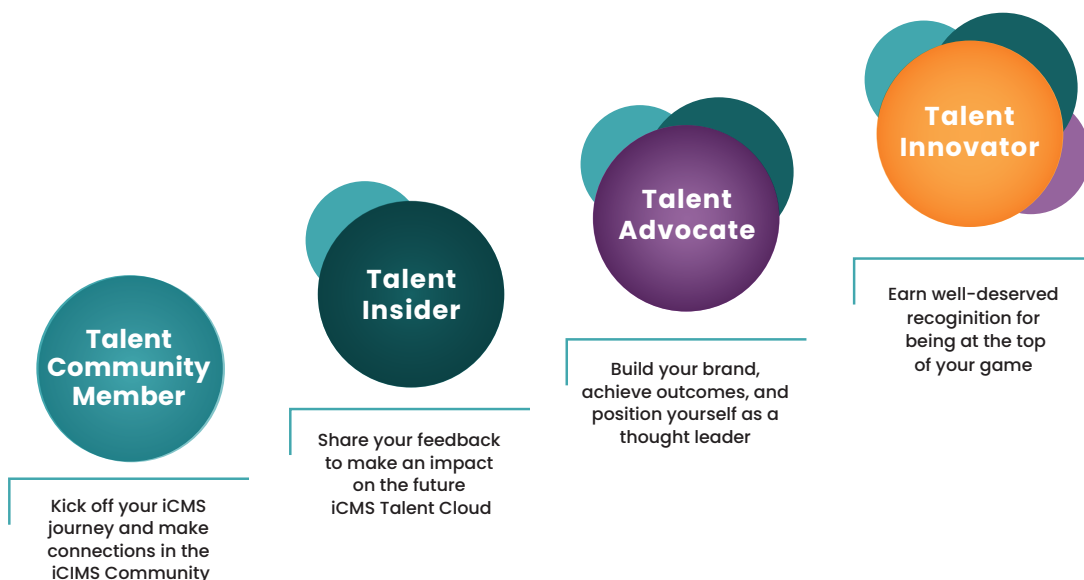 Talent
Community
Member
Kick off your iCMS
journey and make
connections in the
iCIMS Community
Talent
Insider
Share your feedback
to make an impact
on the future
iCMS Talent Cloud
Talent
Advocate
Build your brand,
achieve outcomes, and
position yourself as a
thought leader
Talent
Innovator
Earn well-deserved
recoginition for
being at the top
of your game